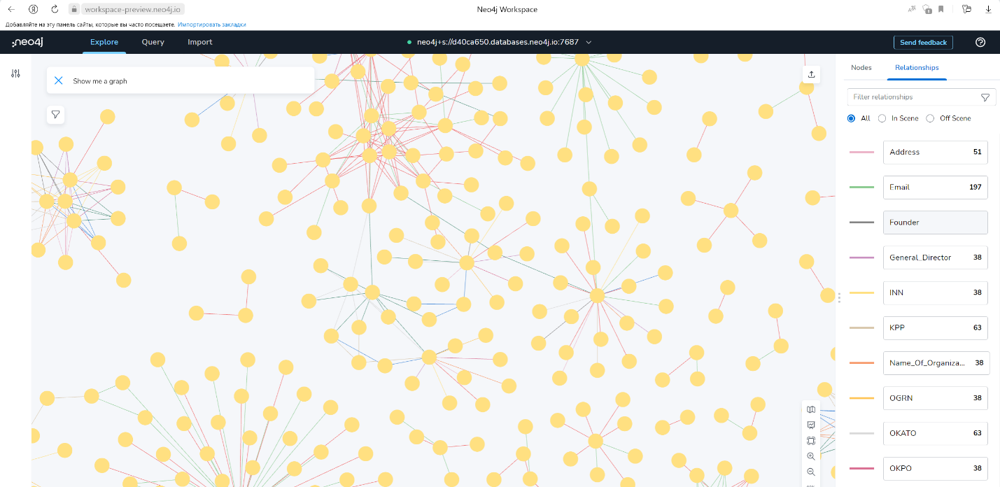 workspace-preview.neo4j.io
Neo4j Workspace
Добавляйте на эту панель сайты, которые вы часто посещаете. Импортировать закладки
neo4j
Explore
Query
Import
neo4j+s://d40ca650.databases.neo4j.io:7687
Send feedback
Show me a graph
Nodes
Relationships
Filter relationships
All
In Scene
Off Scene
Address 51
Email 197
Founder
General_Director 38
INN 38
KPP 63
Name_Of_Organiza... 38
OGRN 38
OKATO 63
OKPO 38